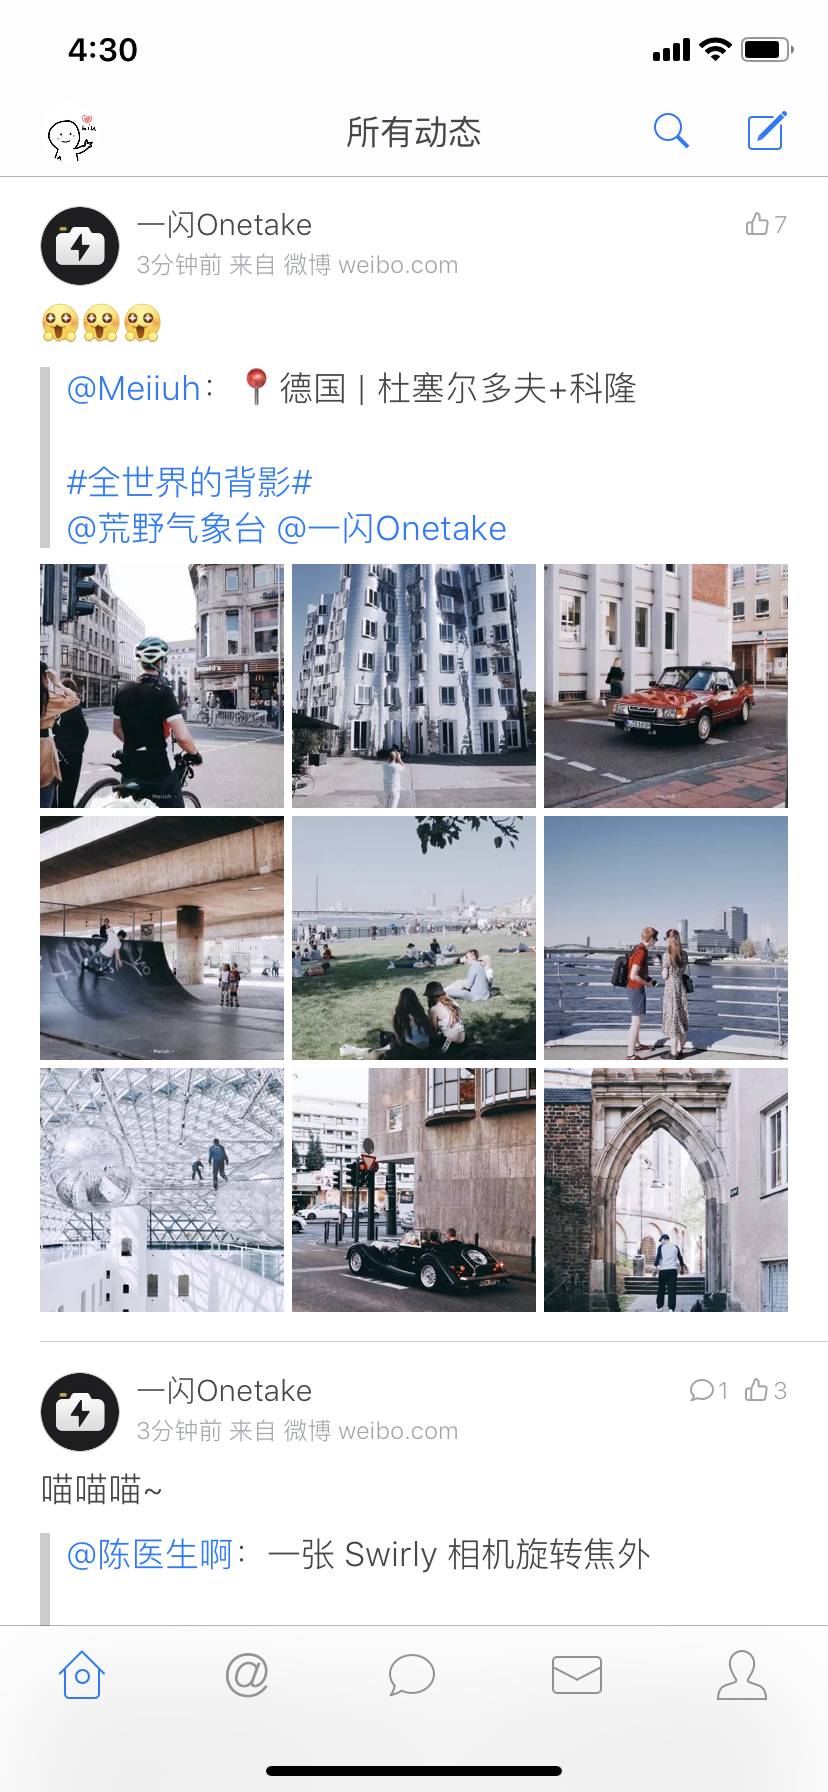 4:30
miu
所有动态
一闪Onetake
7
3分钟前 来自 微博 weibo.com
@Meiiuh：📍德国 | 杜塞尔多夫+科隆
#全世界的背影#
@荒野气象台 @一闪Onetake
- Meiiuh -
- Meiiuh -
- Meiiuh -
一闪Onetake
1
3
3分钟前 来自 微博 weibo.com
喵喵喵~
@陈医生啊：一张 Swirly 相机旋转焦外
@